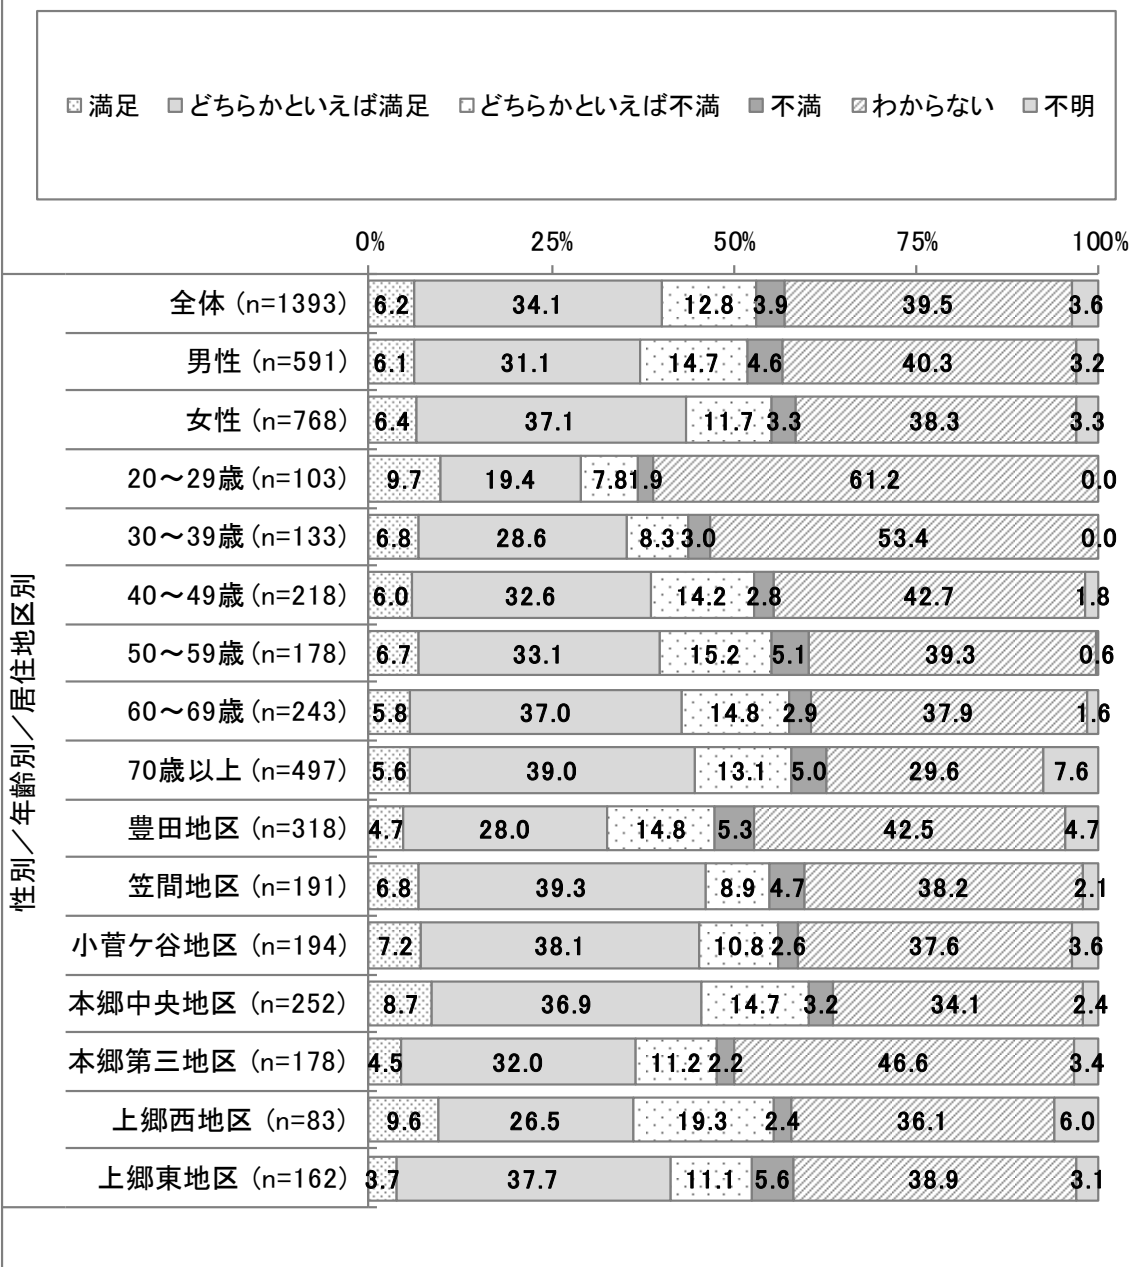 満足 どちらかといえば満足 どちらかといえば不満 不満 わからない 不明
0% 25% 50% 75% 100%
性別／年齢別／居住地区別
全体 (n=1393) 6.2 34.1 12.8 3.9 39.5 3.6
男性 (n=591) 6.1 31.1 14.7 4.6 40.3 3.2
女性 (n=768) 6.4 37.1 11.7 3.3 38.3 3.3
20～29歳 (n=103) 9.7 19.4 7.8 1.9 61.2 0.0
30～39歳 (n=133) 6.8 28.6 8.3 3.0 53.4 0.0
40～49歳 (n=218) 6.0 32.6 14.2 2.8 42.7 1.8
50～59歳 (n=178) 6.7 33.1 15.2 5.1 39.3 0.6
60～69歳 (n=243) 5.8 37.0 14.8 2.9 37.9 1.6
70歳以上 (n=497) 5.6 39.0 13.1 5.0 29.6 7.6
豊田地区 (n=318) 4.7 28.0 14.8 5.3 42.5 4.7
笠間地区 (n=191) 6.8 39.3 8.9 4.7 38.2 2.1
小菅ケ谷地区 (n=194) 7.2 38.1 10.8 2.6 37.6 3.6
本郷中央地区 (n=252) 8.7 36.9 14.7 3.2 34.1 2.4
本郷第三地区 (n=178) 4.5 32.0 11.2 2.2 46.6 3.4
上郷西地区 (n=83) 9.6 26.5 19.3 2.4 36.1 6.0
上郷東地区 (n=162) 3.7 37.7 11.1 5.6 38.9 3.1